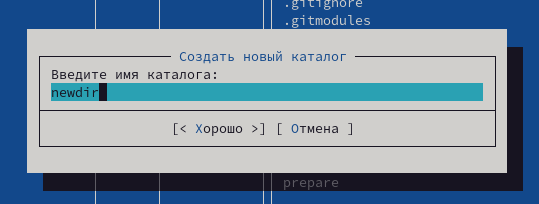 .gitignore
.gitmodules
Создать новый каталог
Введите имя каталога:
newdir
[< Хорошо >] [ Отмена ]
prepare